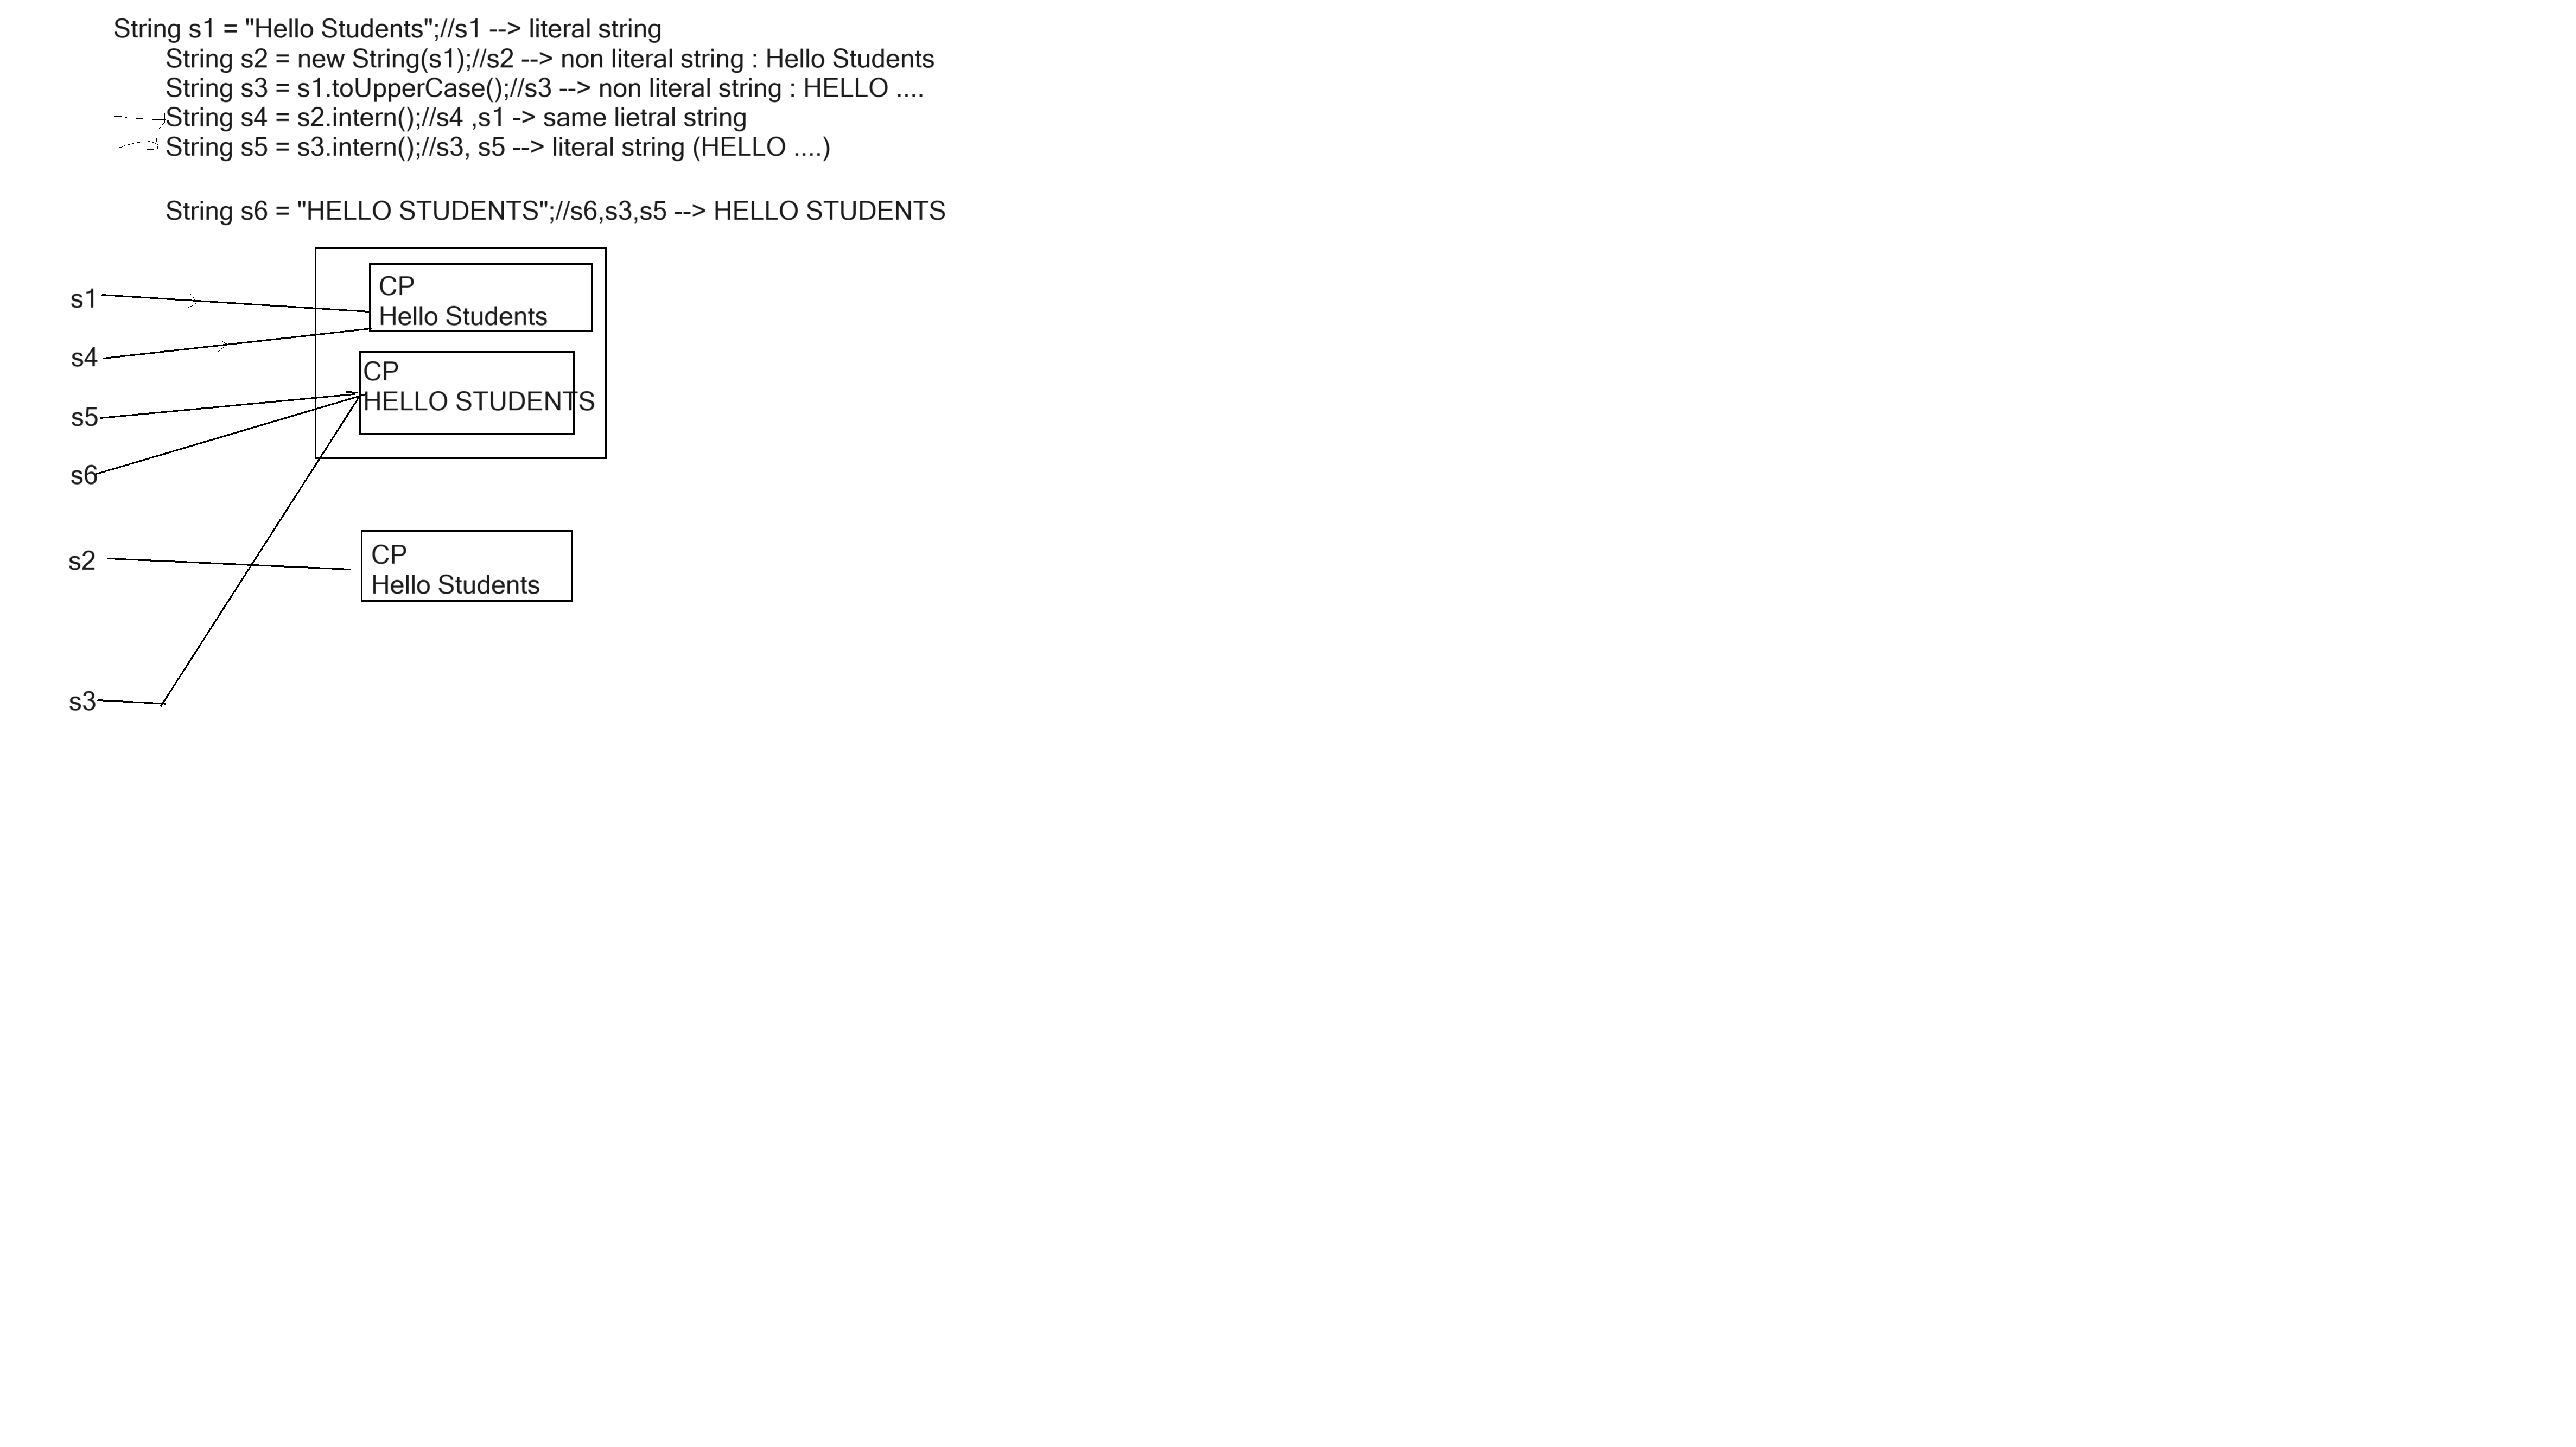 String s1 = "Hello Students";//s1 --> literal string
String s2 = new String(s1);//s2 --> non literal string : Hello Students
String s3 = s1.toUpperCase();//s3 --> non literal string : HELLO ....
String s4 = s2.intern();//s4 ,s1 -> same lietral string
String s5 = s3.intern();//s3, s5 --> literal string (HELLO ....)
String s6 = "HELLO STUDENTS";//s6,s3,s5 --> HELLO STUDENTS
CP
s1
Hello Students
s4
CP
HELLO STUDENTS
s5
s6
CP
s2
Hello Students
s3